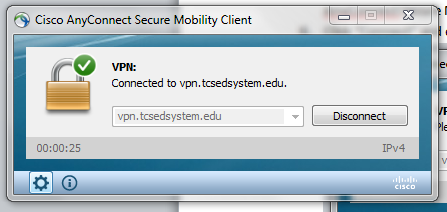 Cisco AnyConnect Secure Mobility Client
VPN:
Connected to vpn.tcsedsystem.edu.
vpn.tcsedsystem.edu
Disconnect
00:00:25
IPv4
cisco